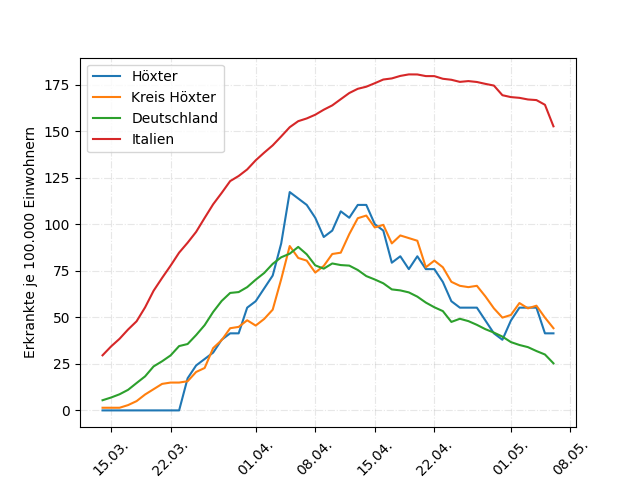 Höxter
Kreis Höxter
Deutschland
Italien
Erkrankte je 100.000 Einwohnern
175
150
125
100
75
50
25
0
15.03. 22.03. 01.04. 08.04. 15.04. 22.04. 01.05. 08.05.